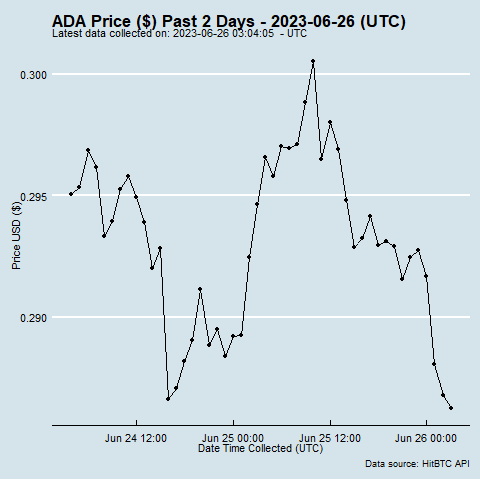 ADA Price ($) Past 2 Days - 2023-06-26 (UTC)
Latest data collected on: 2023-06-26 03:04:05  - UTC
0.300
0.295
0.290
Price USD ($)
Jun 24 12:00 Jun 25 00:00 Jun 25 12:00 Jun 26 00:00
Date Time Collected (UTC)
Data source: HitBTC API